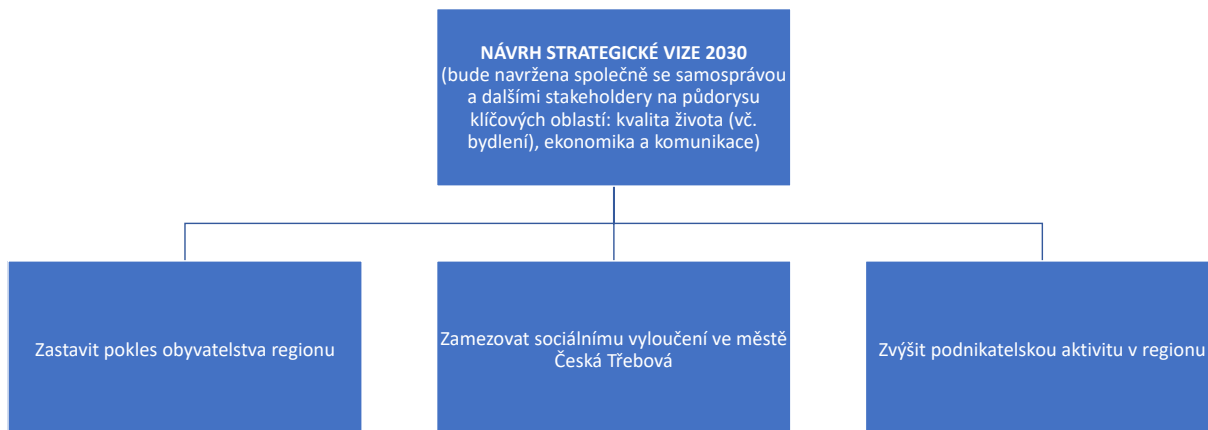 NÁVRH STRATEGICKÉ VIZE 2030
(bude navržena společně se samosprávou
a dalšími stakeholdery na půdorysu
klíčových oblastí: kvalita života (vč.
bydlení), ekonomika a komunikace)
Zastavit pokles obyvatelstva regionu
Zamezovat sociálnímu vyloučení ve městě
Česká Třebová
Zvýšit podnikatelskou aktivitu v regionu